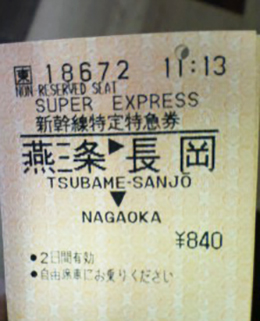 東 18672 11:13
NON-RESERVED SEAT
SUPER EXPRESS
新幹線特定特急券
燕三条▶長岡
TSUBAME-SANJO
▼
NAGAOKA
¥840
●2日間有効
●自由席車にお乗りください